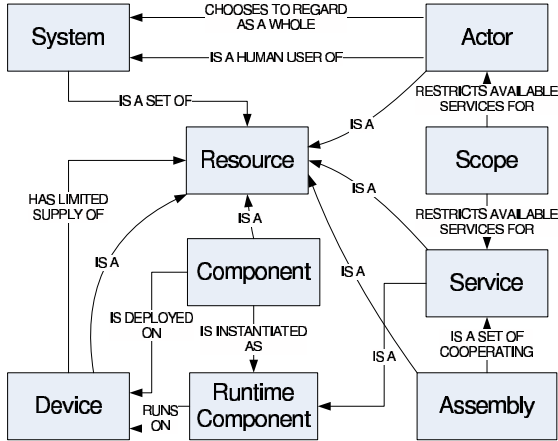 CHOOSES TO REGARD
AS A WHOLE
System
Actor
IS A HUMAN USER OF
RESTRICTS AVAILABLE
SERVICES FOR
IS A SET OF
IS A
Resource
Scope
HAS LIMITED
SUPPLY OF
IS A
RESTRICTS AVAILABLE
SERVICES FOR
IS A
IS A
Component
IS A
Service
IS DEPLOYED
ON
IS INSTANTIATED
AS
IS A SET OF
COOPERATING
IS A
Device
RUNS
ON
Runtime
Component
Assembly